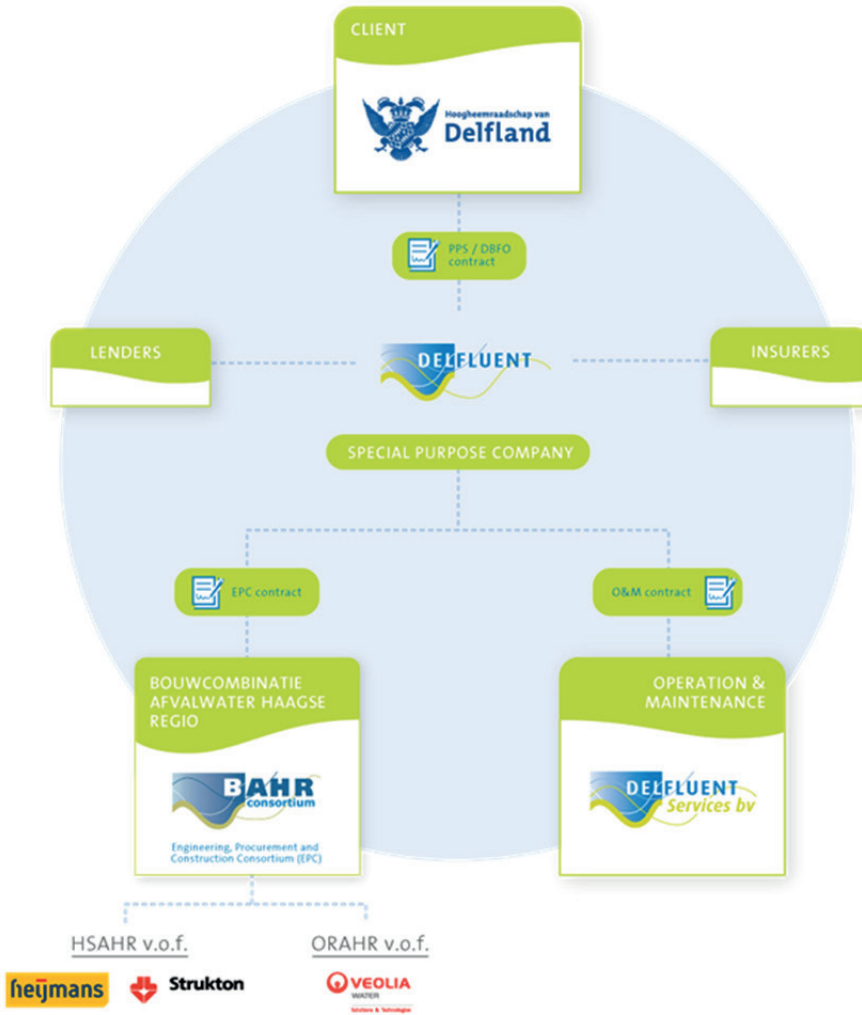 CLIENT
Hoogheemraadschap van
Delfland
PPS / DBFO
contract
LENDERS
DELFLUENT
INSURERS
SPECIAL PURPOSE COMPANY
EPC contract
O&M contract
BOUWCOMBINATIE
AFVALWATER HAAGSE
REGIO
BAHR
consortium
Engineering, Procurement and
Construction Consortium (EPC)
OPERATION &
MAINTENANCE
DELFLUENT
Services bv
HSAHR v.o.f.
ORAHR v.o.f.
heijmans
Strukton
VEOLIA
WATER
Solutions & Technologies